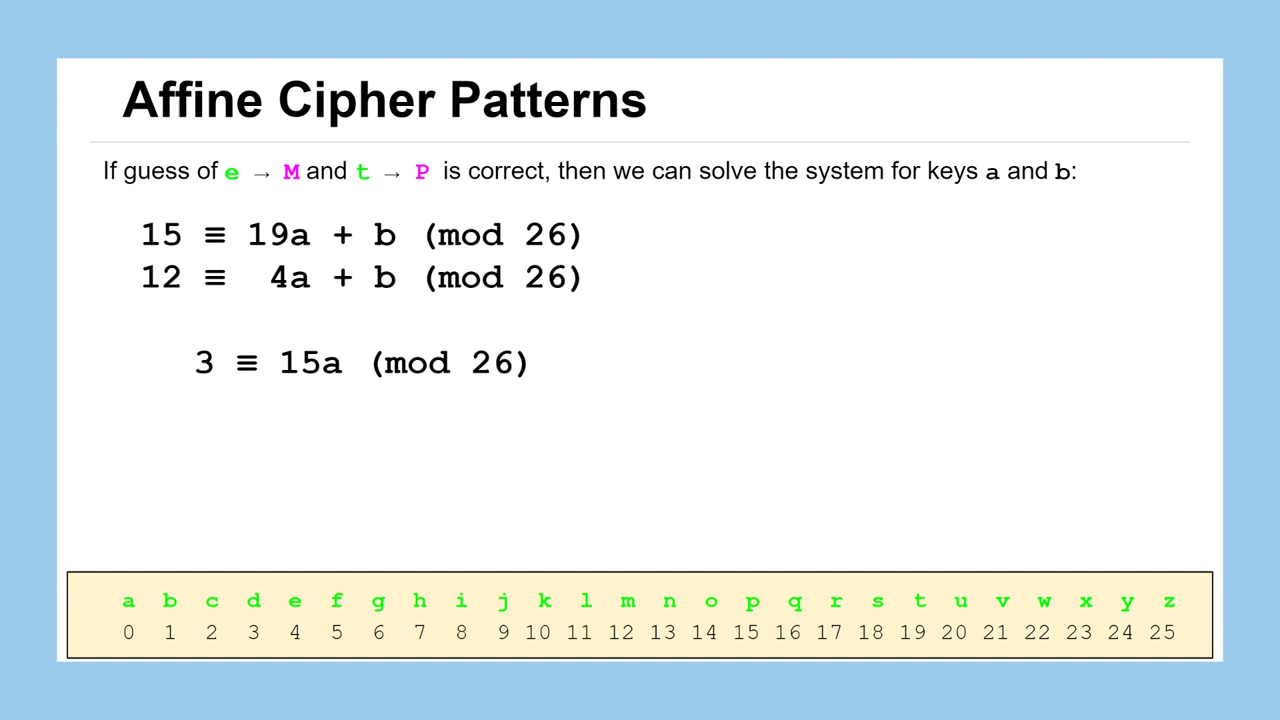 Affine Cipher Patterns
If guess of e → M and t → P is correct, then we can solve the system for keys a and b:
15 ≡ 19a + b (mod 26)
12 ≡ 4a + b (mod 26)
3 ≡ 15a (mod 26)
a b c d e f g h i j k l m n o p q r s t u v w x y z
0 1 2 3 4 5 6 7 8 9 10 11 12 13 14 15 16 17 18 19 20 21 22 23 24 25